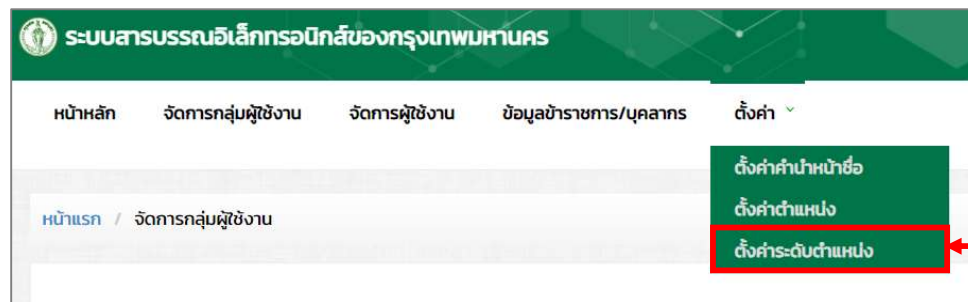 ระบบสารบรรณอิเล็กทรอนิกส์ของกรุงเทพมหานคร
หน้าหลัก จัดการกลุ่มผู้ใช้งาน จัดการผู้ใช้งาน ข้อมูลข้าราชการ/บุคลากร ตั้งค่า
ตั้งค่าคำนำหน้าชื่อ
ตั้งค่าตำแหน่ง
ตั้งค่าระดับตำแหน่ง
หน้าแรก / จัดการกลุ่มผู้ใช้งาน